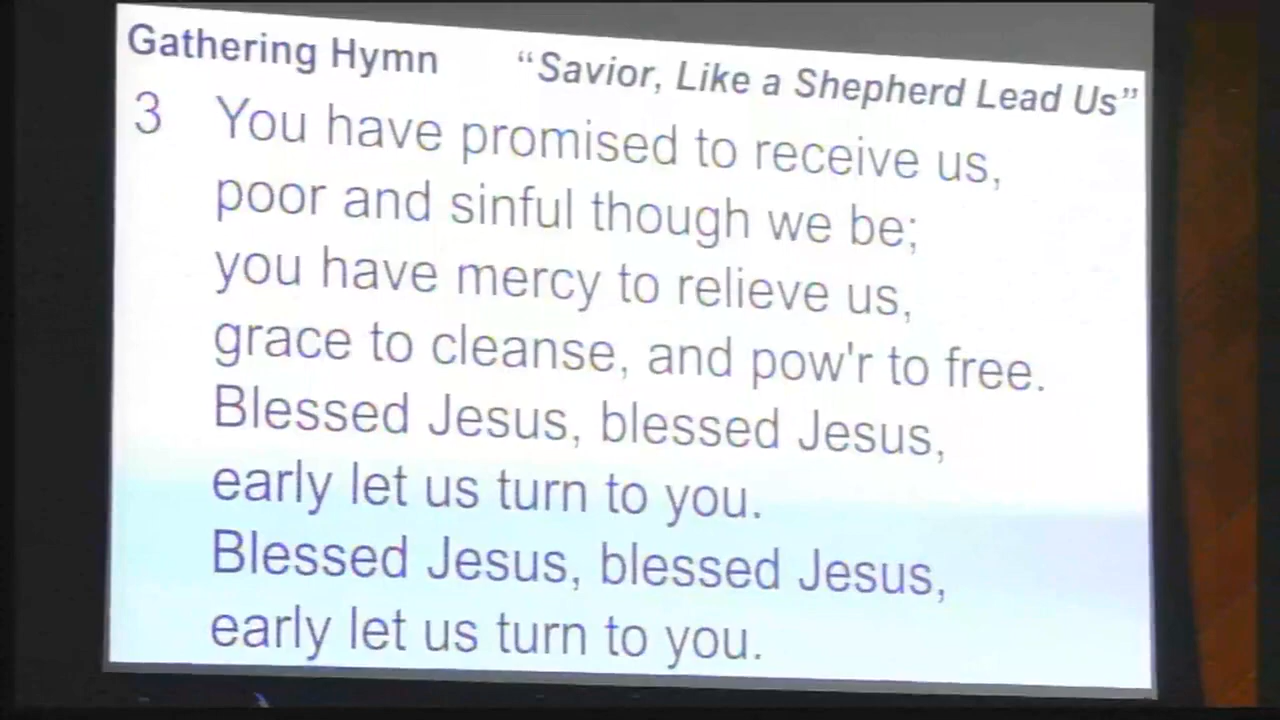 Gathering Hymn “Savior, Like a Shepherd Lead Us”
3 You have promised to receive us,
poor and sinful though we be;
you have mercy to relieve us,
grace to cleanse, and pow'r to free.
Blessed Jesus, blessed Jesus,
early let us turn to you.
Blessed Jesus, blessed Jesus,
early let us turn to you.